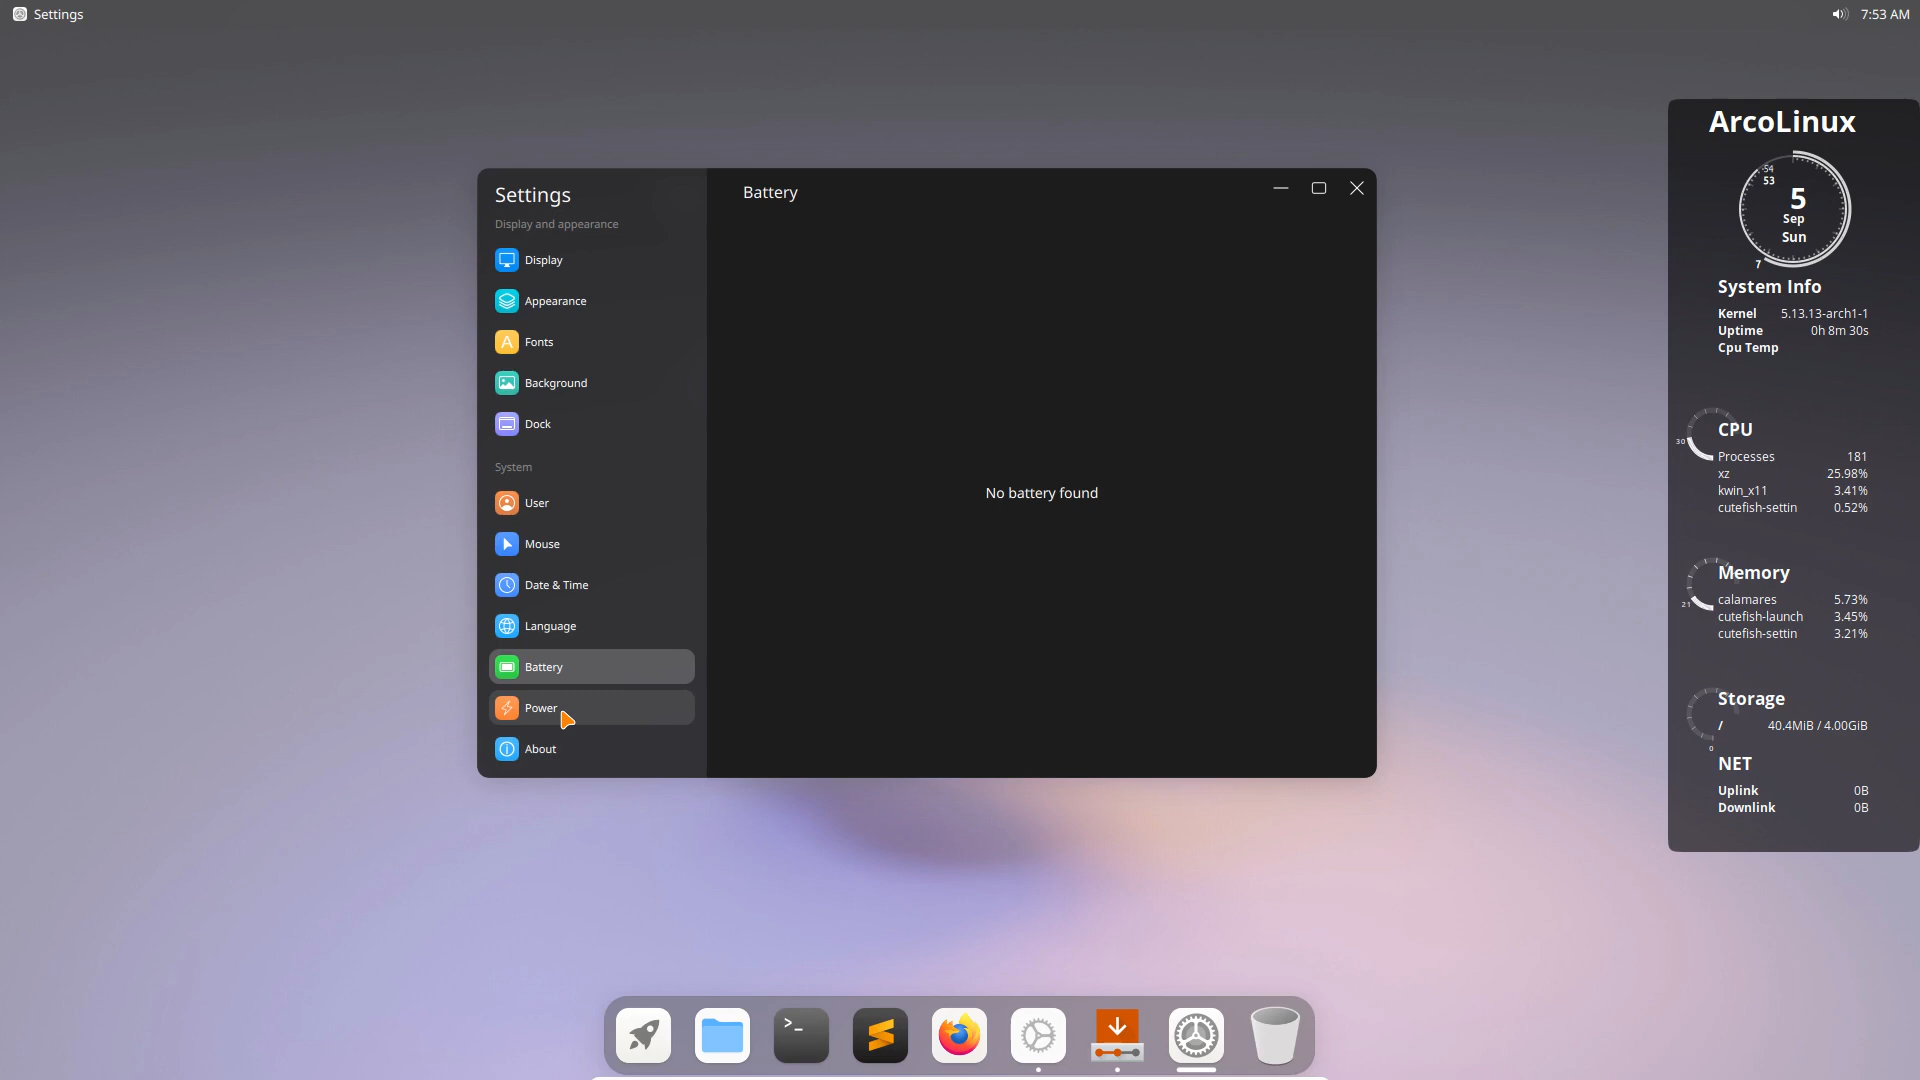 Settings
7:53 AM
Settings
Display and appearance
Display
Appearance
Fonts
Background
Dock
System
User
Mouse
Date & Time
Language
Battery
Power
About
Battery
No battery found
ArcoLinux
54
53
5
Sep
Sun
7
System Info
Kernel 5.13.13-arch1-1
Uptime 0h 8m 30s
Cpu Temp
CPU
30
Processes 181
xz 25.98%
kwin_x11 3.41%
cutefish-settin 0.52%
Memory
21
calamares 5.73%
cutefish-launch 3.45%
cutefish-settin 3.21%
Storage
/ 40.4MiB / 4.00GiB
0
NET
Uplink 0B
Downlink 0B
>_